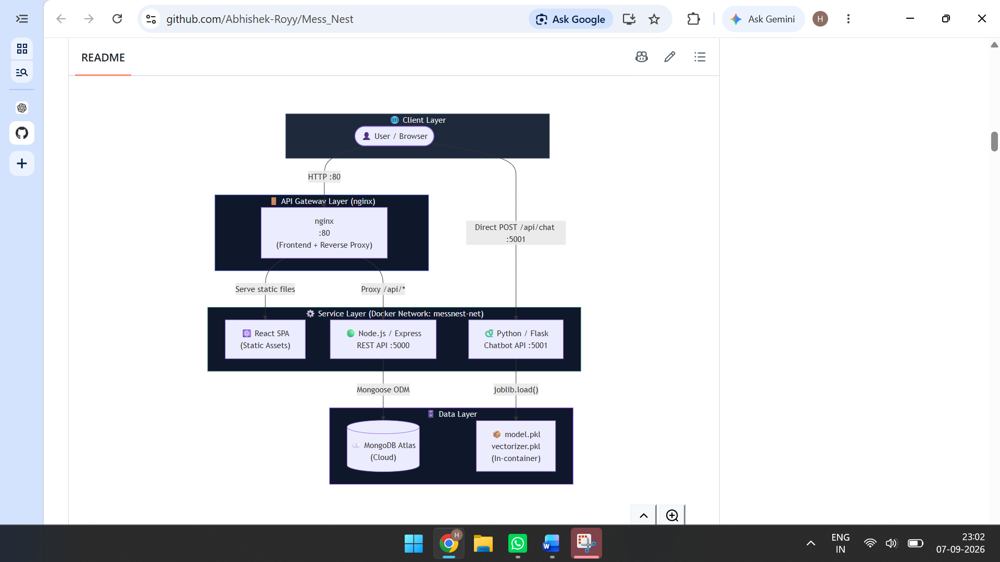 github.com/Abhishek-Royy/Mess_Nest
Ask Google
Ask Gemini
H
README
Client Layer
User / Browser
HTTP :80
API Gateway Layer (nginx)
nginx
:80
(Frontend + Reverse Proxy)
Direct POST /api/chat
:5001
Serve static files
Proxy /api/*
Service Layer (Docker Network: messnest-net)
React SPA
(Static Assets)
Node.js / Express
REST API :5000
Python / Flask
Chatbot API :5001
Mongoose ODM
joblib.load()
Data Layer
MongoDB Atlas
(Cloud)
model.pkl
vectorizer.pkl
(In-container)
H
W
ENG
IN
23:02
07-09-2026